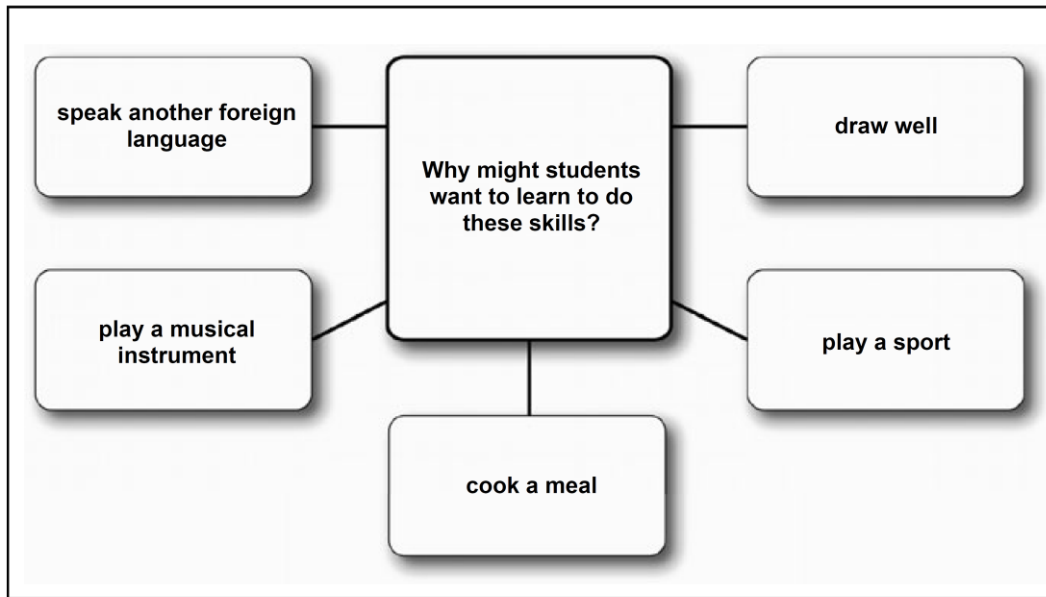 speak another foreign
language
Why might students
want to learn to do
these skills?
draw well
play a musical
instrument
play a sport
cook a meal